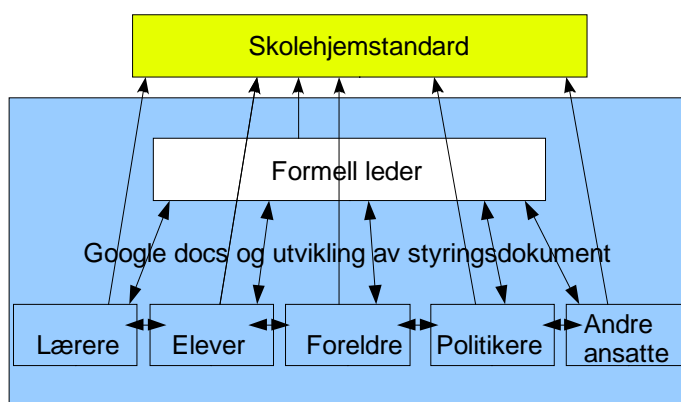 Skolehjemstandard
Formell leder
Google docs og utvikling av styringsdokument
Lærere
Elever
Foreldre
Politikere
Andre
ansatte